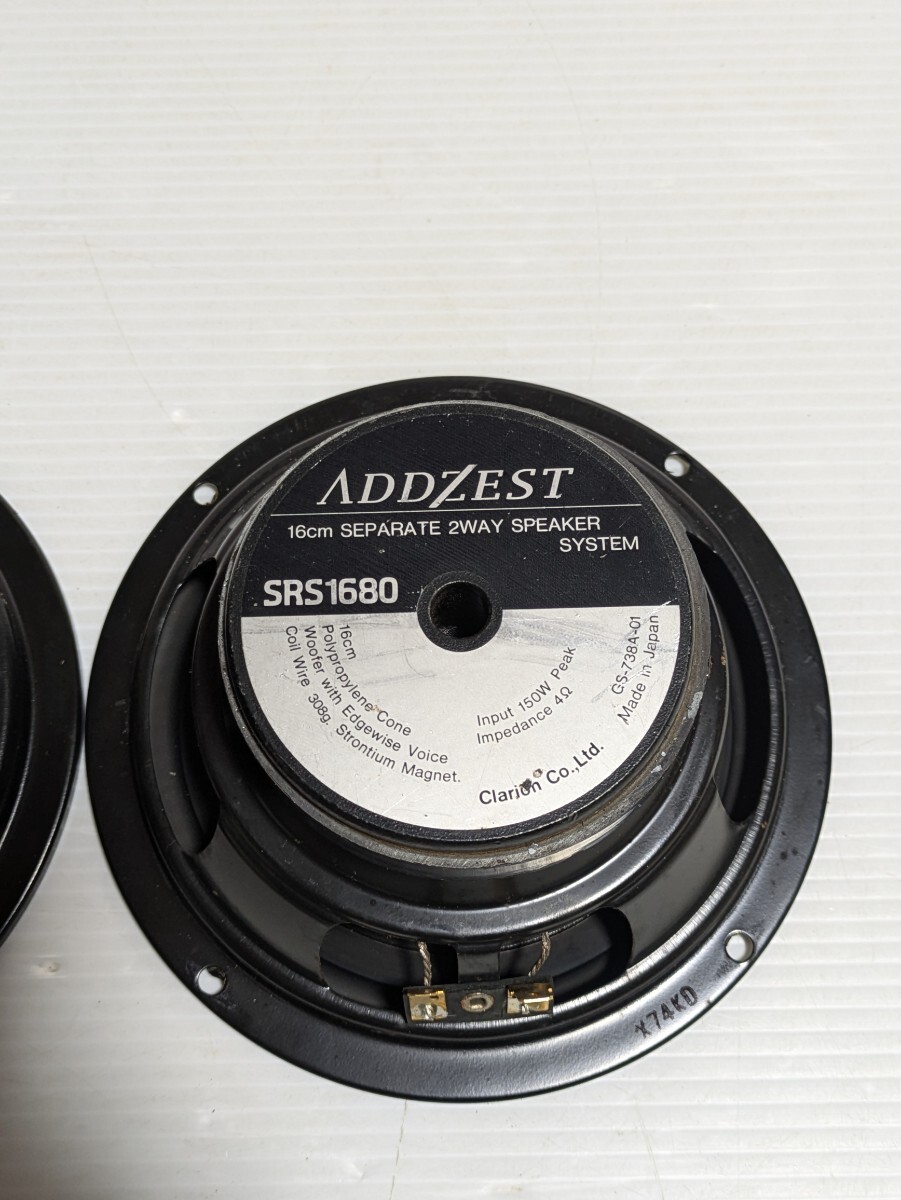 ADDZEST
16cm SEPARATE 2WAY SPEAKER
SYSTEM
SRS1680
16cm
Polypropylene Cone
Woofer with Edgewise Voice
Coil Wire 308g. Strontium Magnet.
Input 150W Peak
Impedance 4Ω
GS-738A-01
Made in Japan
Clarion Co.,Ltd.
X74KD